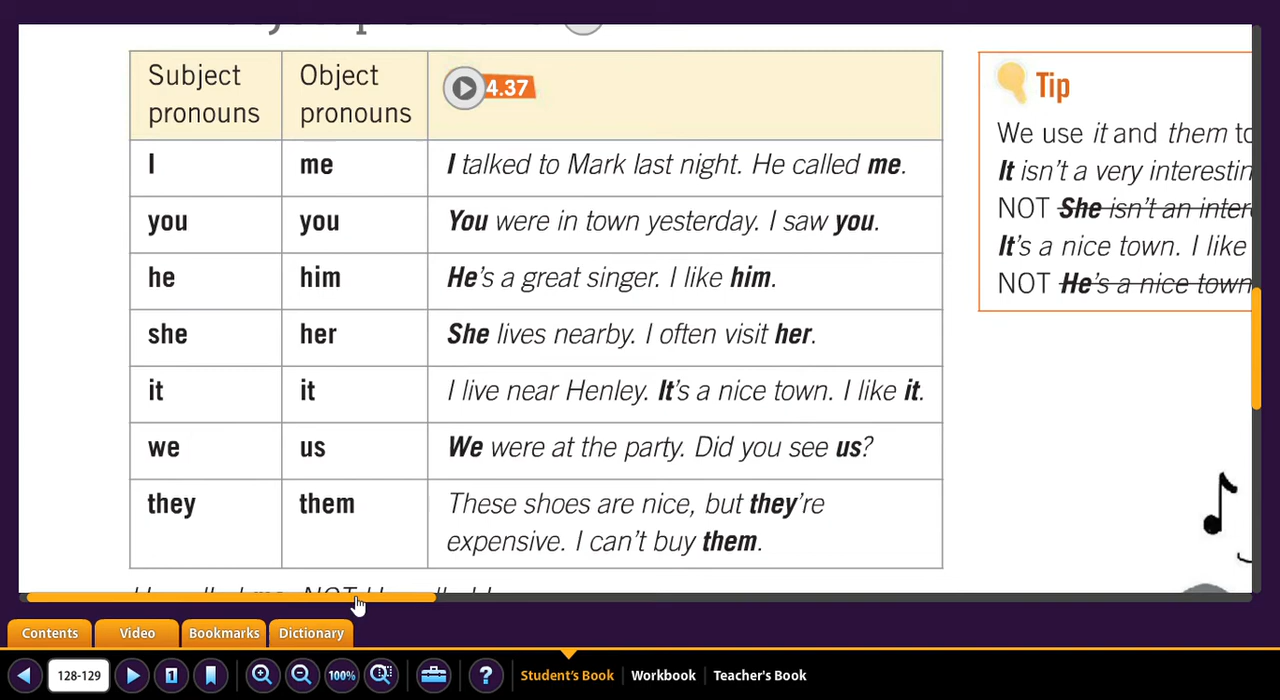 Subject pronouns
Object pronouns
4.37
I
me
I talked to Mark last night. He called me.
you
you
You were in town yesterday. I saw you.
he
him
He's a great singer. I like him.
she
her
She lives nearby. I often visit her.
it
it
I live near Henley. It's a nice town. I like it.
we
us
We were at the party. Did you see us?
they
them
These shoes are nice, but they're
expensive. I can't buy them.
Tip
We use it and them
It isn't a very
NOT She isn't an
It's a nice town. I like
NOT He's a nice town
Contents
Video
Bookmarks
Dictionary
128-129
1
100%
?
Student's Book
Workbook
Teacher's Book